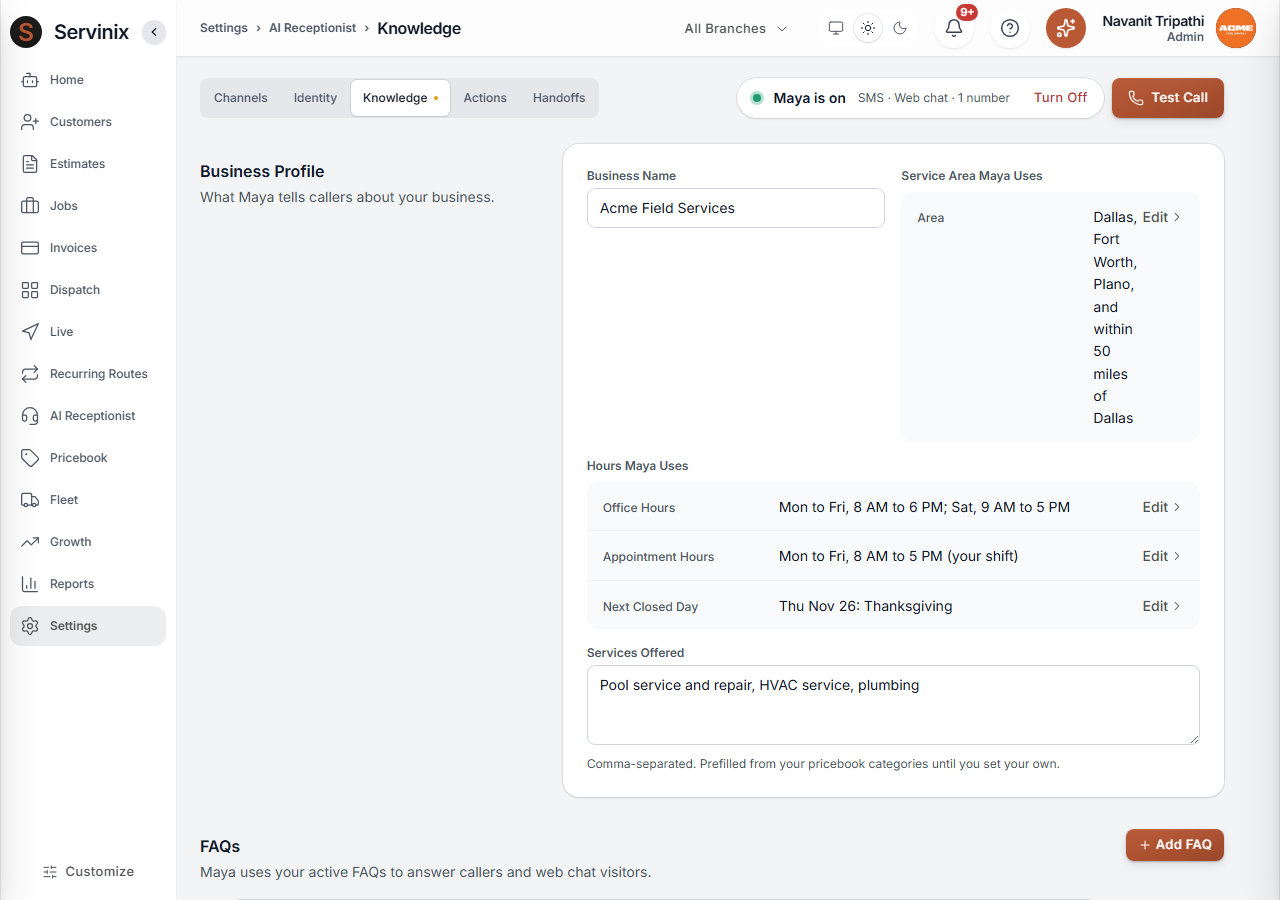 S Servinix
Settings › AI Receptionist › Knowledge
All Branches
9+
Navanit Tripathi
Admin
ACME
Home
Customers
Estimates
Jobs
Invoices
Dispatch
Live
Recurring Routes
AI Receptionist
Pricebook
Fleet
Growth
Reports
Settings
Customize
Channels Identity Knowledge • Actions Handoffs
Maya is on SMS · Web chat · 1 number Turn Off
Test Call
Business Profile
What Maya tells callers about your business.
Business Name
Acme Field Services
Service Area Maya Uses
Area
Dallas,
Fort
Worth,
Plano,
and
within
50
miles
of
Dallas
Edit
Hours Maya Uses
Office Hours Mon to Fri, 8 AM to 6 PM; Sat, 9 AM to 5 PM Edit
Appointment Hours Mon to Fri, 8 AM to 5 PM (your shift) Edit
Next Closed Day Thu Nov 26: Thanksgiving Edit
Services Offered
Pool service and repair, HVAC service, plumbing
Comma-separated. Prefilled from your pricebook categories until you set your own.
FAQs
Maya uses your active FAQs to answer callers and web chat visitors.
+ Add FAQ